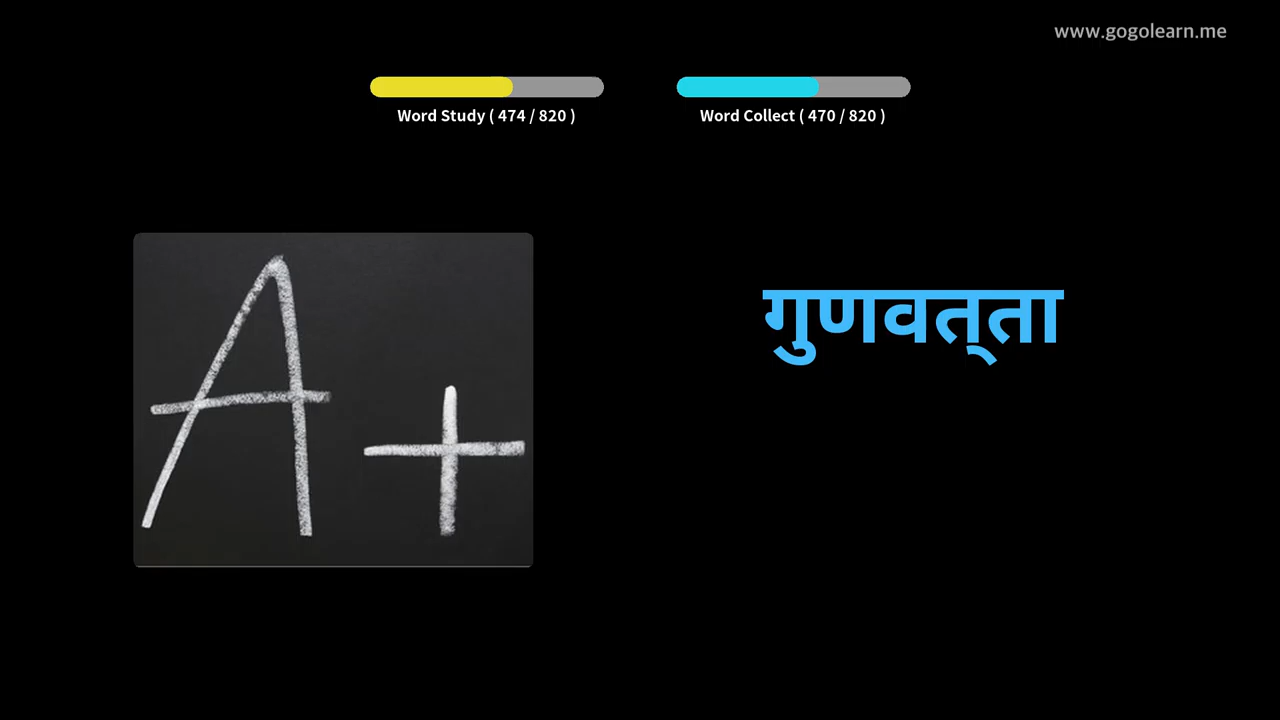 www.gogolearn.me
Word Study ( 474 / 820 )
Word Collect ( 470 / 820 )
A+
गुणवत्‌ता